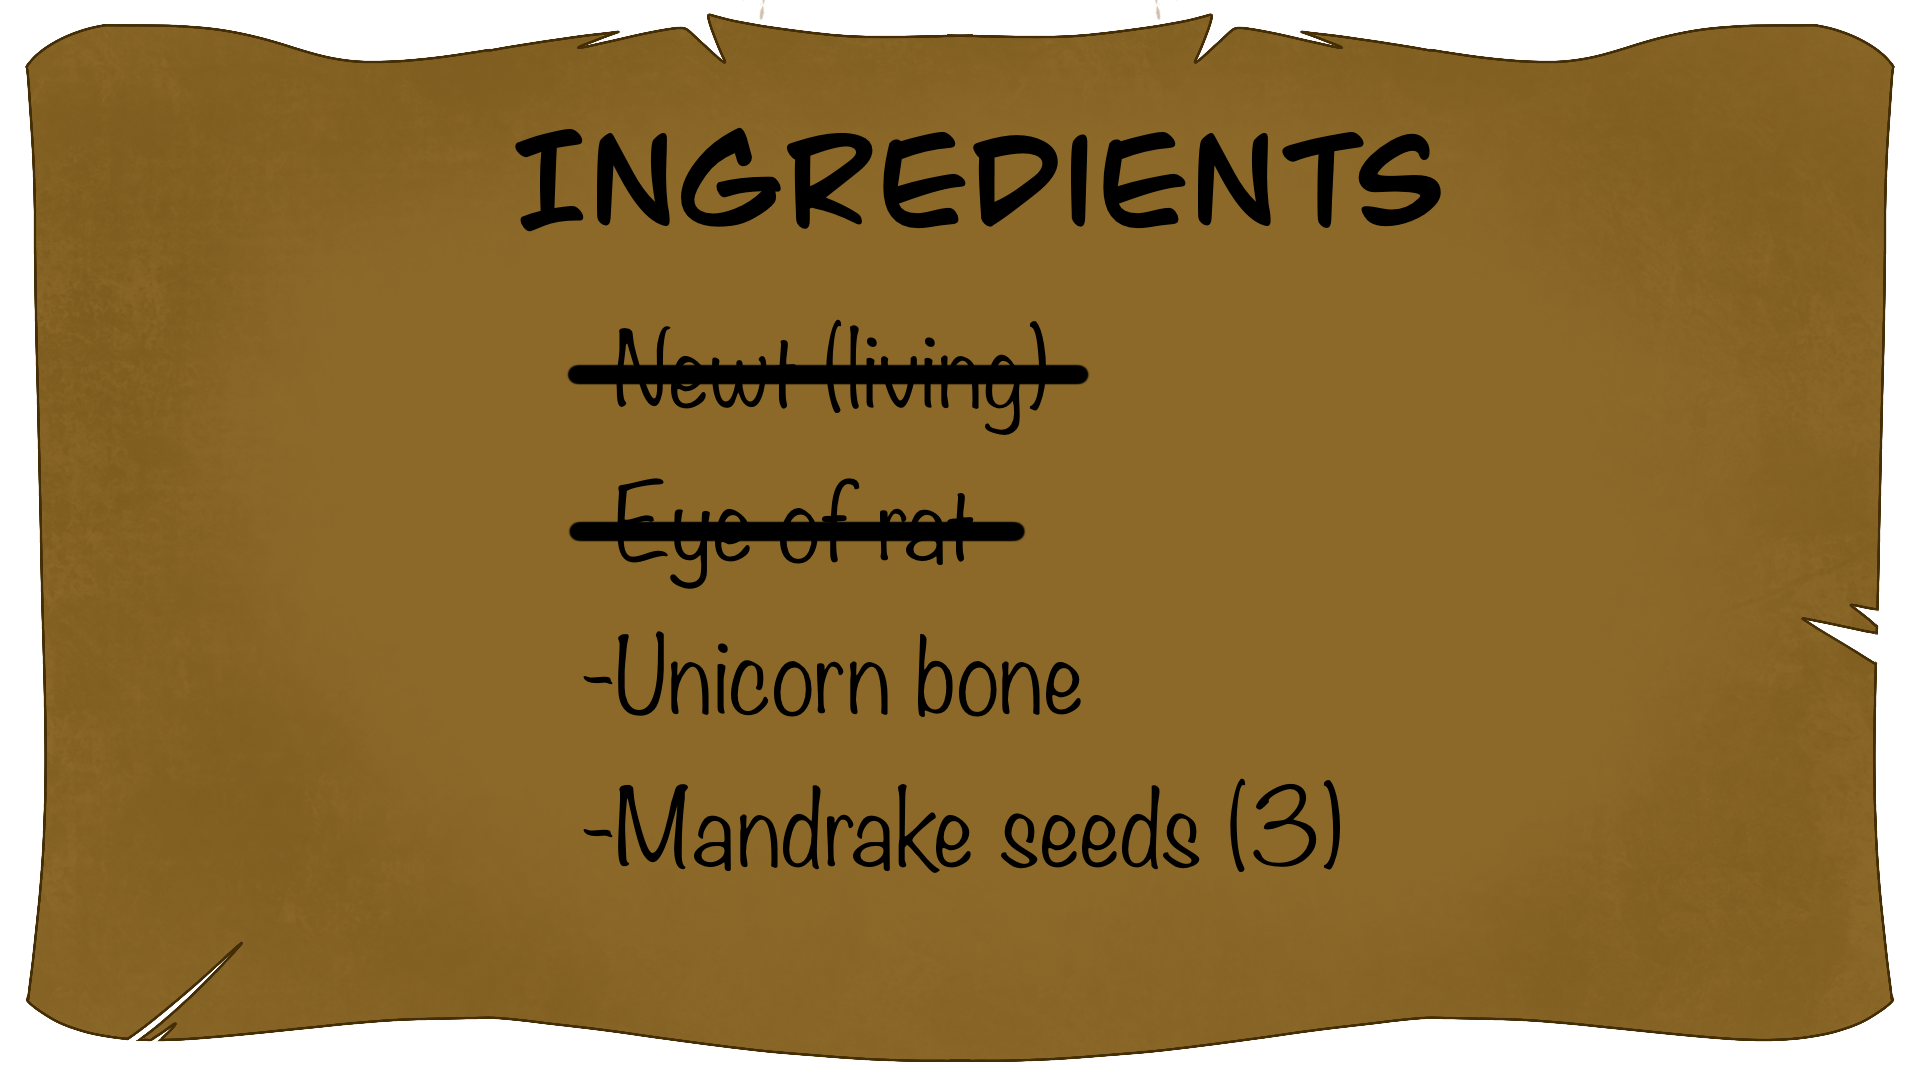 INGREDIENTS
-Newt (living)
-Eye of rat
-Unicorn bone
-Mandrake seeds (3)